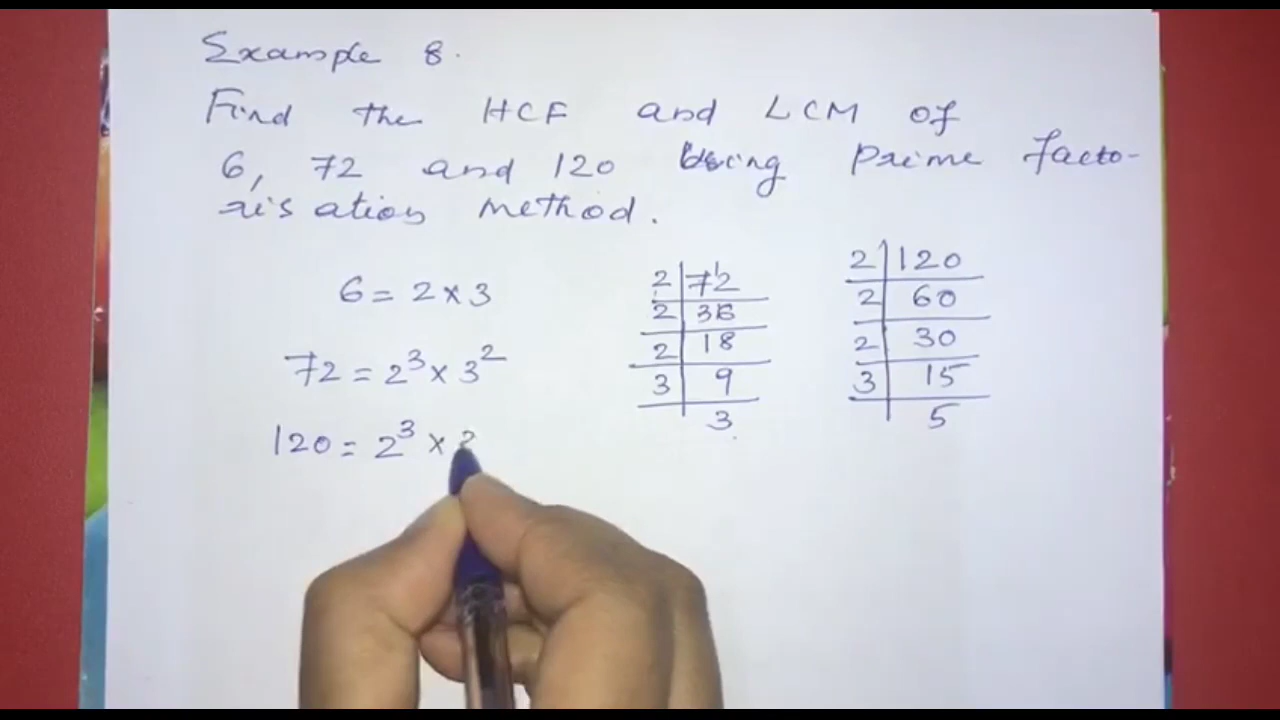 Example 8.
Find the HCF and LCM of
6, 72 and 120 Using Prime facto-
risation method.
6 = 2 × 3
72 = 2³ × 3²
120 = 2³ ×
2 | 72
2 | 36
2 | 18
3 | 9
3
2 | 120
2 | 60
2 | 30
3 | 15
5